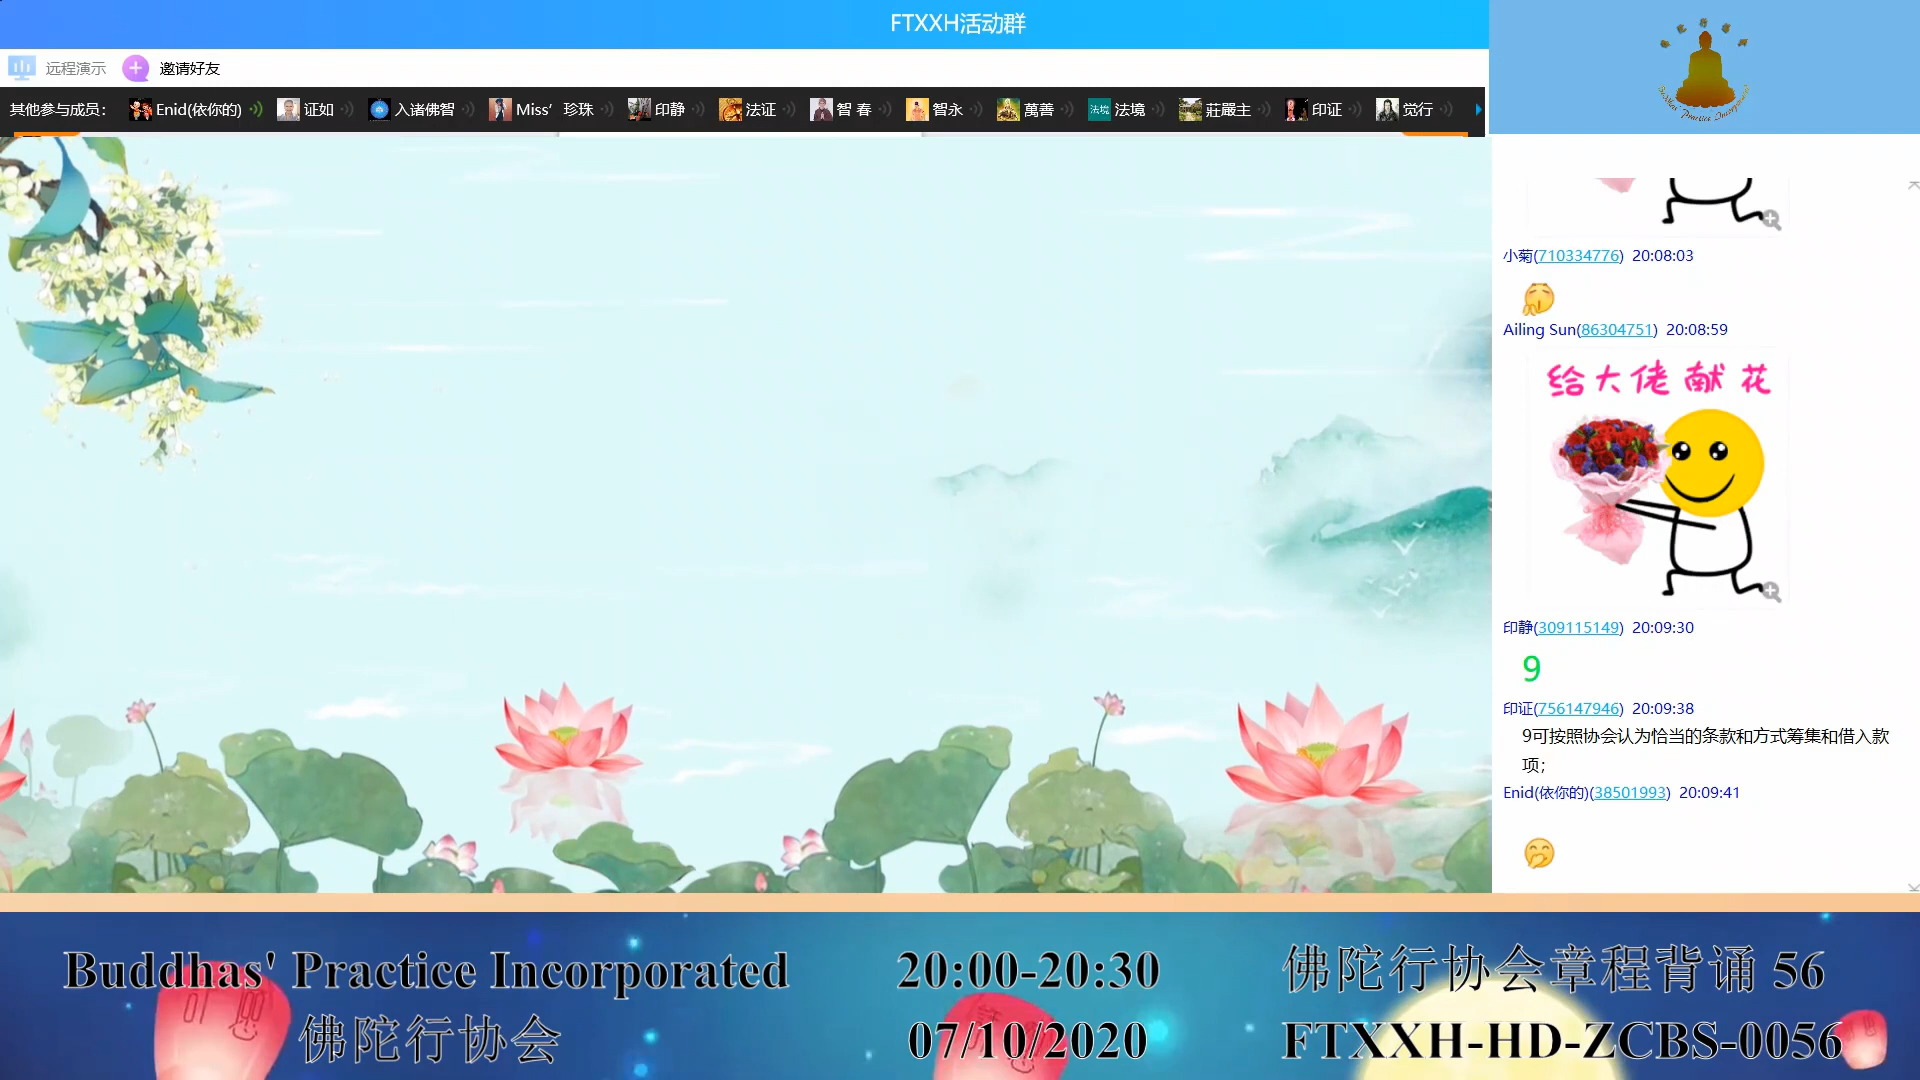 FTXXH活动群
远程演示 邀请好友
其他参与成员： Enid(依你的) 证如 入诸佛智 Miss' 珍珠 印静 法证 智 春 智永 萬善 法境 法境 莊嚴主 印证 觉行
小菊(710334776) 20:08:03
Ailing Sun(86304751) 20:08:59
给大佬献花
印静(309115149) 20:09:30
9
印证(756147946) 20:09:38
9可按照协会认为恰当的条款和方式筹集和借入款
项；
Enid(依你的)(38501993) 20:09:41
Buddhas' Practice Incorporated
佛陀行协会
20:00-20:30
07/10/2020
佛陀行协会章程背诵 56
FTXXH-HD-ZCBS-0056